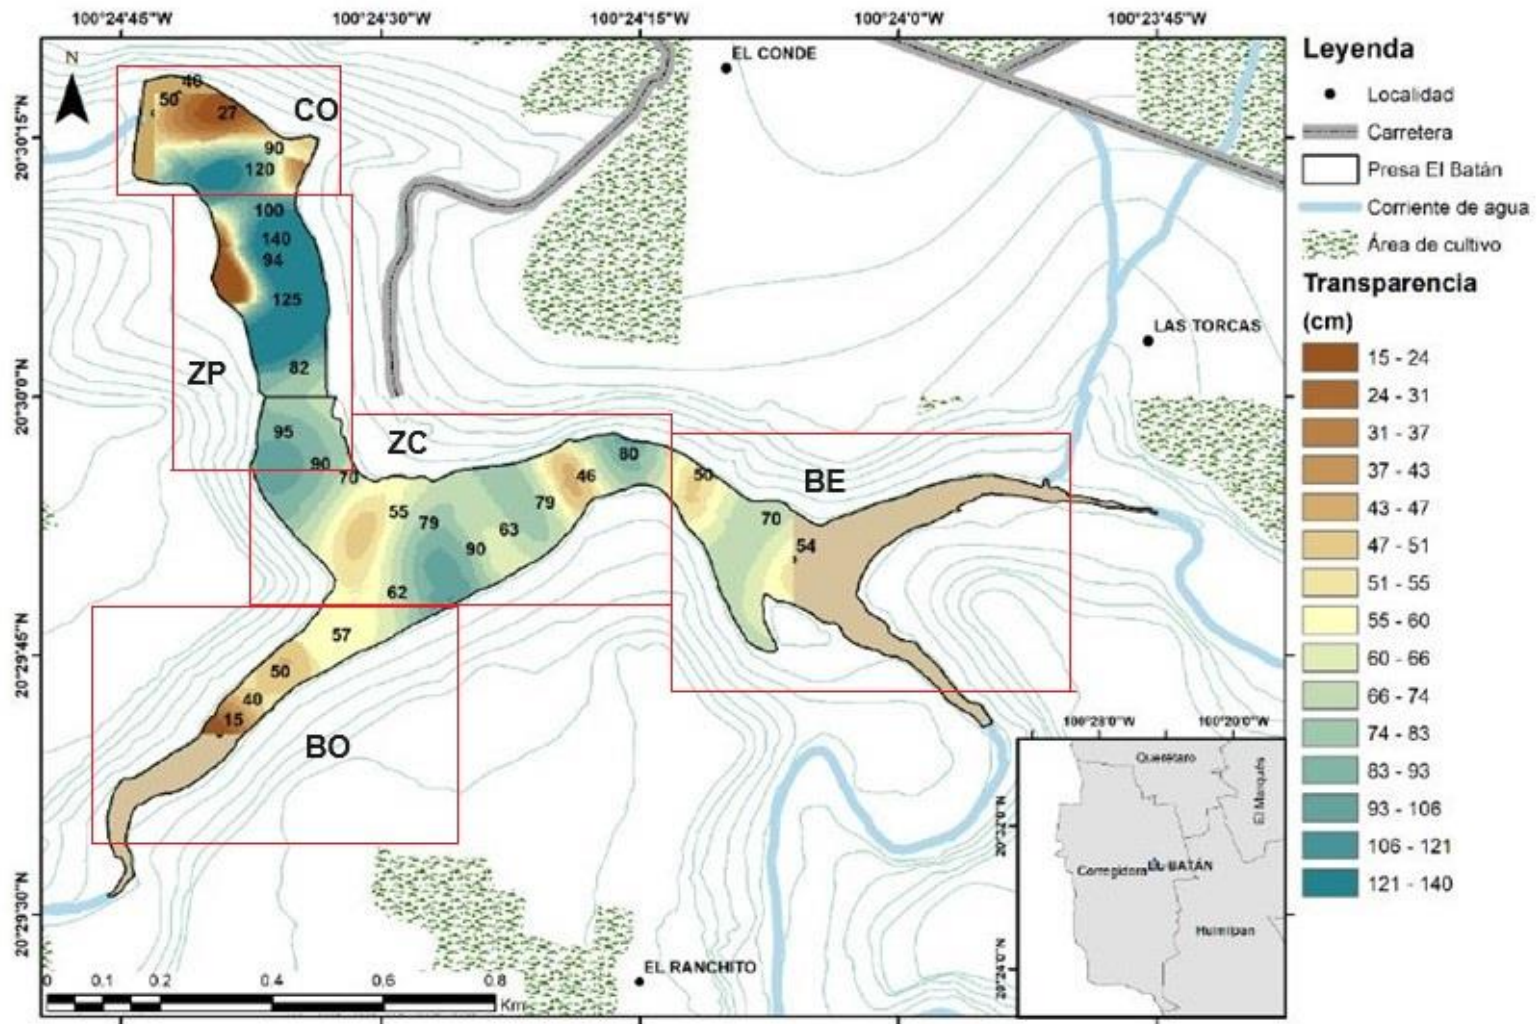 100°24'45"W 100°24'30"W 100°24'15"W 100°24'0"W 100°23'45"W
N
EL CONDE
40
50
27
CO
90
120
20°30'15"N
100
140
94
125
ZP
82
20°30'0"N
95
90
70
ZC
55
79
90
63
79
46
80
62
50
BE
70
54
LAS TORCAS
57
50
40
15
BO
20°29'45"N
20°29'30"N
EL RANCHITO
0 0.1 0.2 0.4 0.6 0.8
Km
Leyenda
Localidad
Carretera
Presa El Batán
Corriente de agua
Área de cultivo
Transparencia
(cm)
15 - 24
24 - 31
31 - 37
37 - 43
43 - 47
47 - 51
51 - 55
55 - 60
60 - 66
66 - 74
74 - 83
83 - 93
93 - 106
106 - 121
121 - 140
100°20'0"W
Querétaro
El Marqués
Corregidora
EL BATÁN
Huimilpan